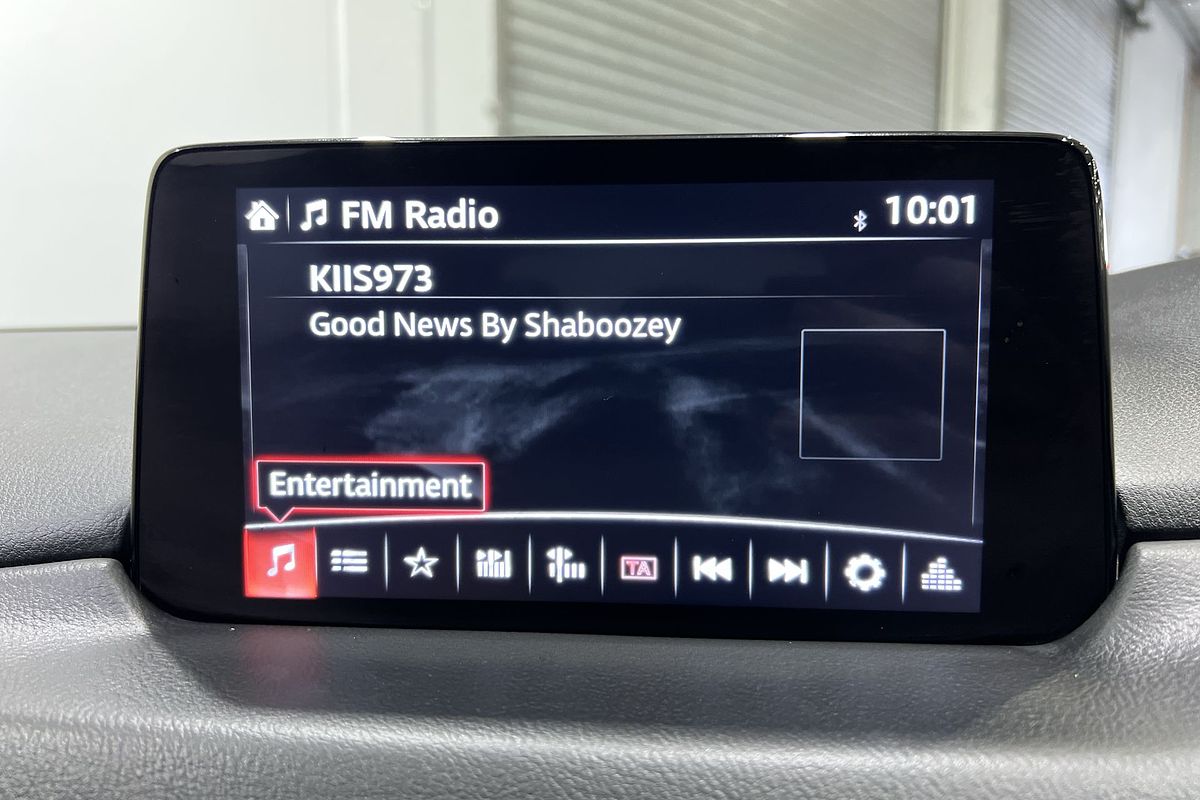 FM Radio
10:01
KIIS973
Good News By Shaboozey
Entertainment
TA